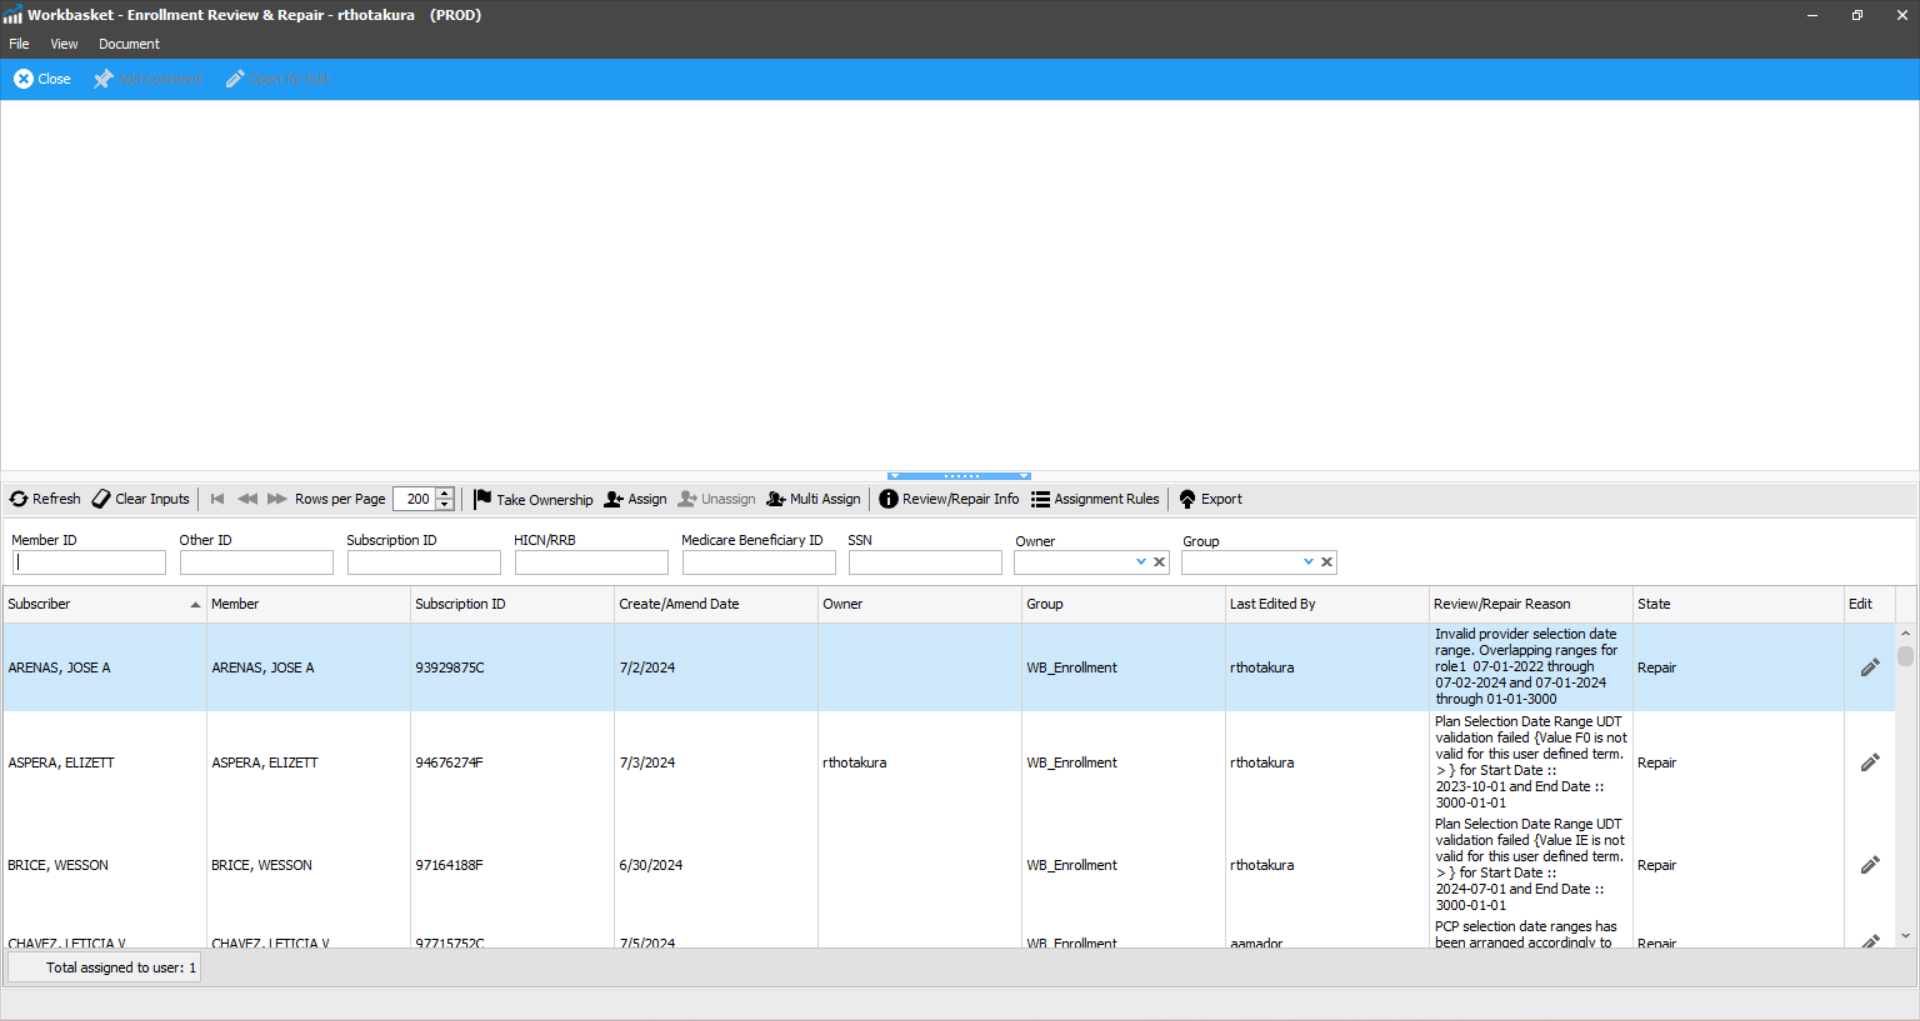 Workbasket - Enrollment Review & Repair - rthotakura (PROD)
File View Document
Close Add Comment Open for Edit
Refresh Clear Inputs Rows per Page 200 Take Ownership Assign Unassign Multi Assign Review/Repair Info Assignment Rules Export
Member ID Other ID Subscription ID HICN/RRB Medicare Beneficiary ID SSN Owner Group
Subscriber Member Subscription ID Create/Amend Date Owner Group Last Edited By Review/Repair Reason State Edit
ARENAS, JOSE A ARENAS, JOSE A 93929875C 7/2/2024 WB_Enrollment rthotakura
Invalid provider selection date
range. Overlapping ranges for
role1 07-01-2022 through
07-02-2024 and 07-01-2024
through 01-01-3000
Repair
ASPERA, ELIZETT ASPERA, ELIZETT 94676274F 7/3/2024 rthotakura WB_Enrollment rthotakura
Plan Selection Date Range UDT
validation failed {Value F0 is not
valid for this user defined term.
> } for Start Date ::
2023-10-01 and End Date ::
3000-01-01
Repair
BRICE, WESSON BRICE, WESSON 97164188F 6/30/2024 WB_Enrollment rthotakura
Plan Selection Date Range UDT
validation failed {Value IE is not
valid for this user defined term.
> } for Start Date ::
2024-07-01 and End Date ::
3000-01-01
Repair
CHAVEZ, LETICIA V CHAVEZ, LETICIA V 97715752C 7/5/2024 WB_Enrollment aamador
PCP selection date ranges has
been arranged accordingly to
Repair
Total assigned to user: 1